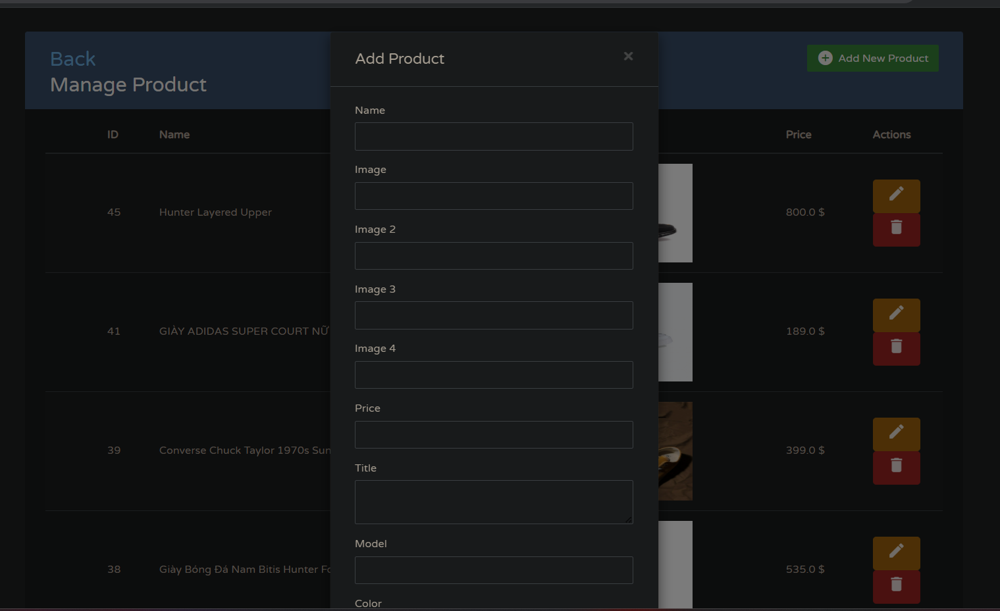 Back
Manage Product
Add New Product
Add Product
Name
Image
Image 2
Image 3
Image 4
Price
Title
Model
Color
ID Name Price Actions
45 Hunter Layered Upper 800.0 $
41 GIÀY ADIDAS SUPER COURT NỮ 189.0 $
39 Converse Chuck Taylor 1970s Sun 399.0 $
38 Giày Bóng Đá Nam Bitis Hunter Fo 535.0 $